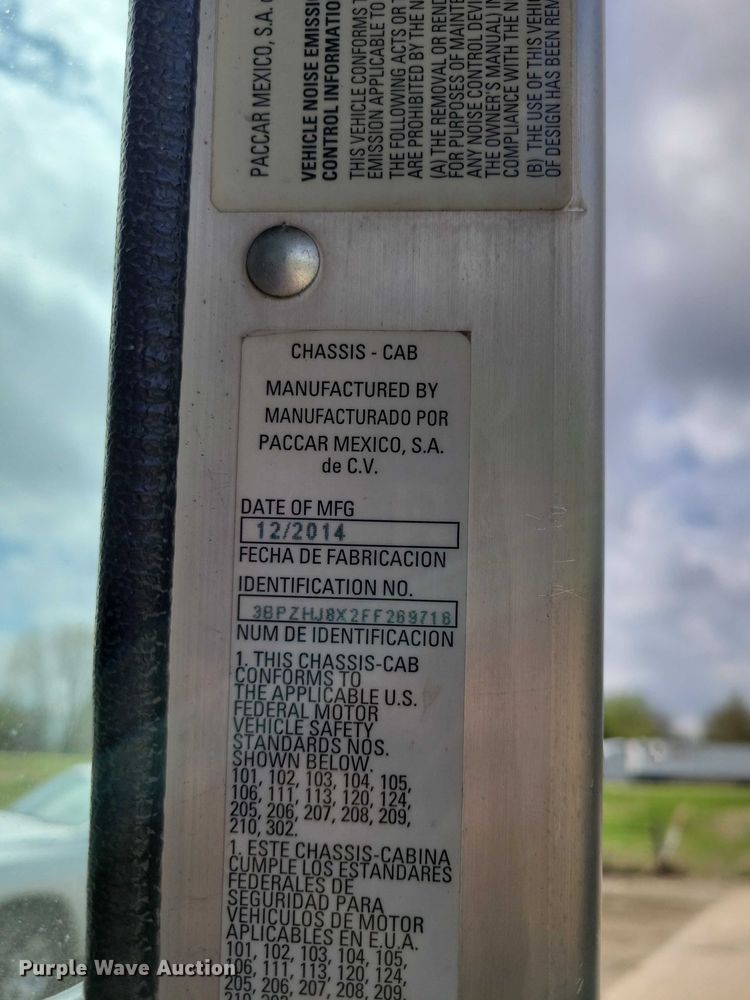 PACCAR MEXICO, S.A.
VEHICLE NOISE EMISSI
CONTROL INFORMATION
THIS VEHICLE CONFORMS T
EMISSION APPLICABLE TO
THE FOLLOWING ACTS OR T
ARE PROHIBITED BY THE N
(A) THE REMOVAL OR REND
FOR PURPOSES OF MAINTE
ANY NOISE CONTROL DEVI
THE OWNER'S MANUAL) IN
COMPLIANCE WITH THE N
(B) THE USE OF THIS VEHIC
OF DESIGN HAS BEEN REM
CHASSIS - CAB
MANUFACTURED BY
MANUFACTURADO POR
PACCAR MEXICO, S.A.
de C.V.
DATE OF MFG
12/2014
FECHA DE FABRICACION
IDENTIFICATION NO.
3BPZHJ8X2FF269716
NUM DE IDENTIFICACION
1. THIS CHASSIS-CAB
CONFORMS TO
THE APPLICABLE U.S.
FEDERAL MOTOR
VEHICLE SAFETY
STANDARDS NOS.
SHOWN BELOW.
101, 102, 103, 104, 105,
106, 111, 113, 120, 124,
205, 206, 207, 208, 209,
210, 302.
1. ESTE CHASSIS-CABINA
CUMPLE LOS ESTANDARES
FEDERALES DE
SEGURIDAD PARA
VEHICULOS DE MOTOR
APLICABLES EN E.U.A.
101, 102, 103, 104, 105,
106, 111, 113, 120, 124,
205, 206, 207, 208, 209,
210, 302.
Purple Wave Auction